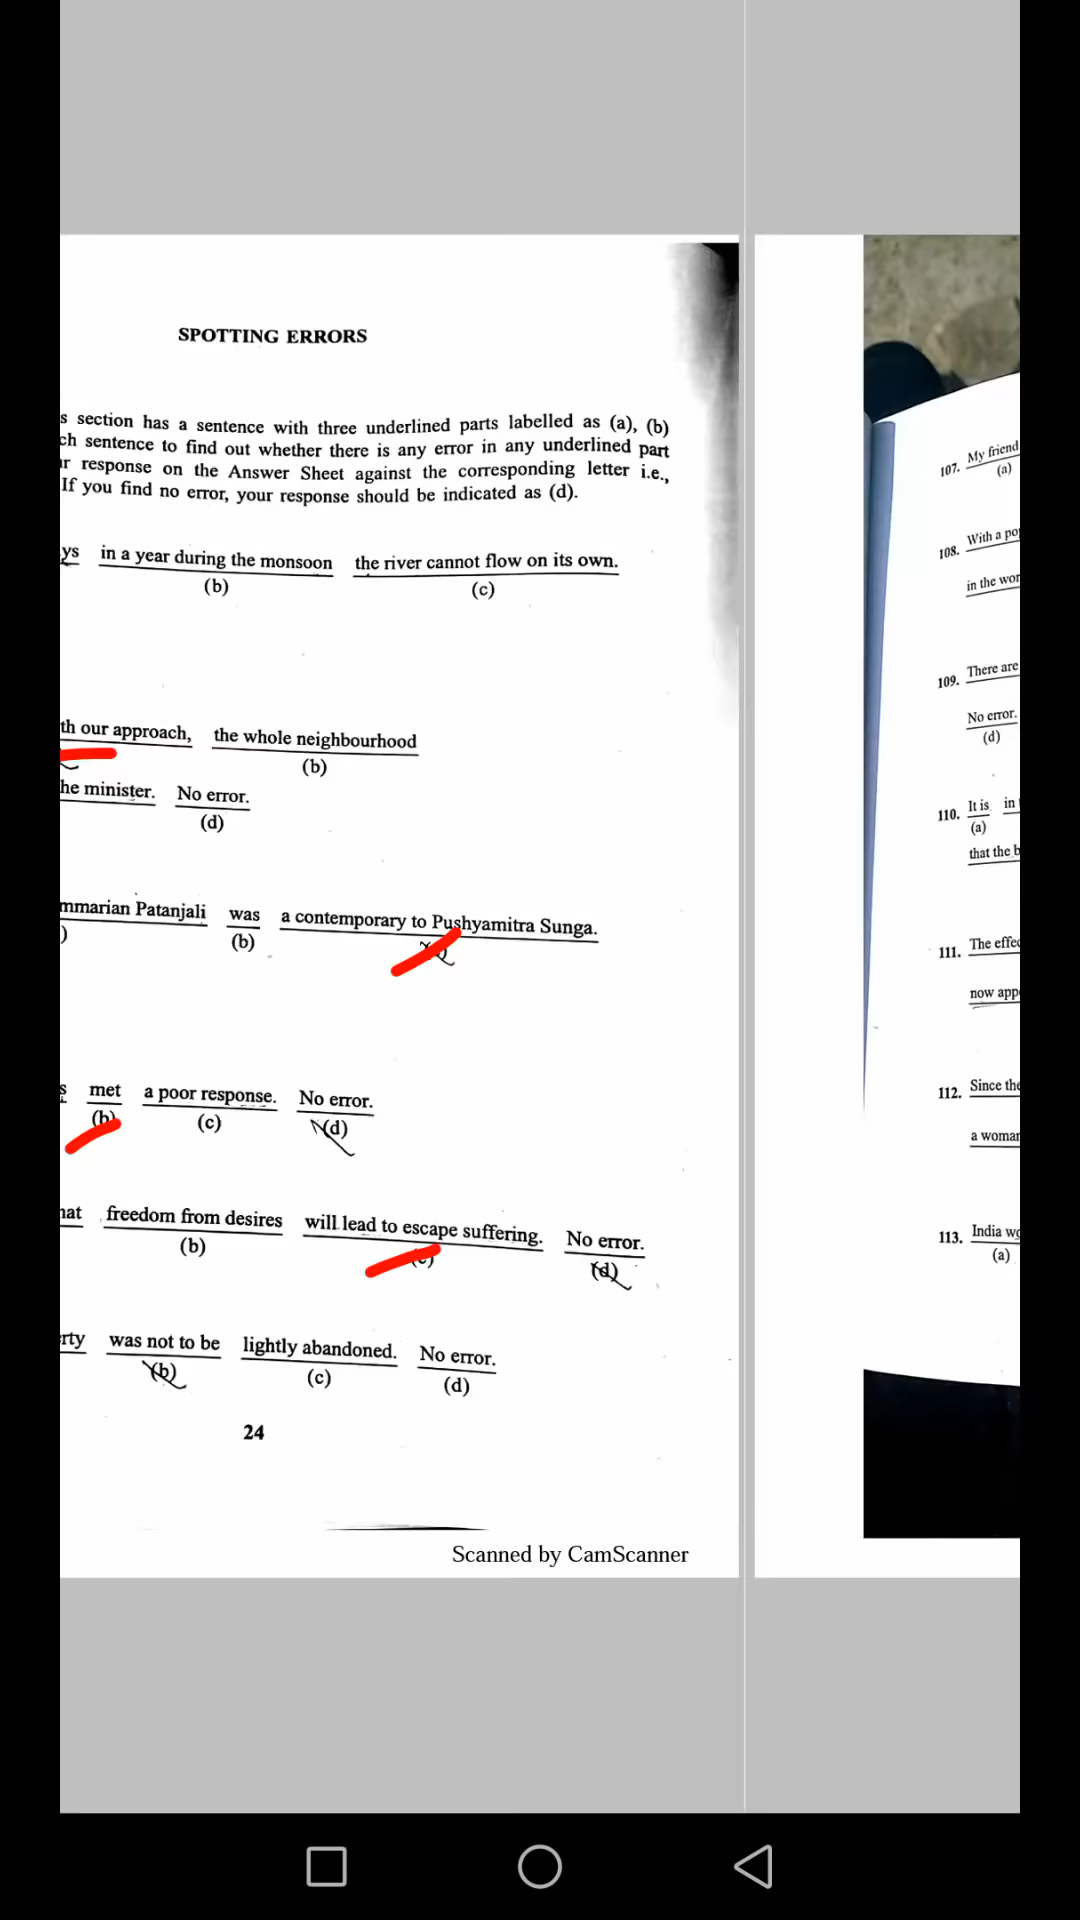 SPOTTING ERRORS
s section has a sentence with three underlined parts labelled as (a), (b)
ch sentence to find out whether there is any error in any underlined part
ur response on the Answer Sheet against the corresponding letter i.e.,
If you find no error, your response should be indicated as (d).
ys in a year during the monsoon the river cannot flow on its own.
(b) (c)
th our approach, the whole neighbourhood
(b)
he minister. No error.
(d)
mmarian Patanjali was a contemporary to Pushyamitra Sunga.
) (b)
s met a poor response. No error.
(b) (c) (d)
hat freedom from desires will lead to escape suffering. No error.
(b) (c) (d)
rty was not to be lightly abandoned. No error.
(b) (c) (d)
24
Scanned by CamScanner
107. My friend
(a)
108. With a po
in the wor
109. There are
No error.
(d)
110. It is in
(a)
that the b
111. The effec
now app
112. Since the
a woman
113. India wo
(a)